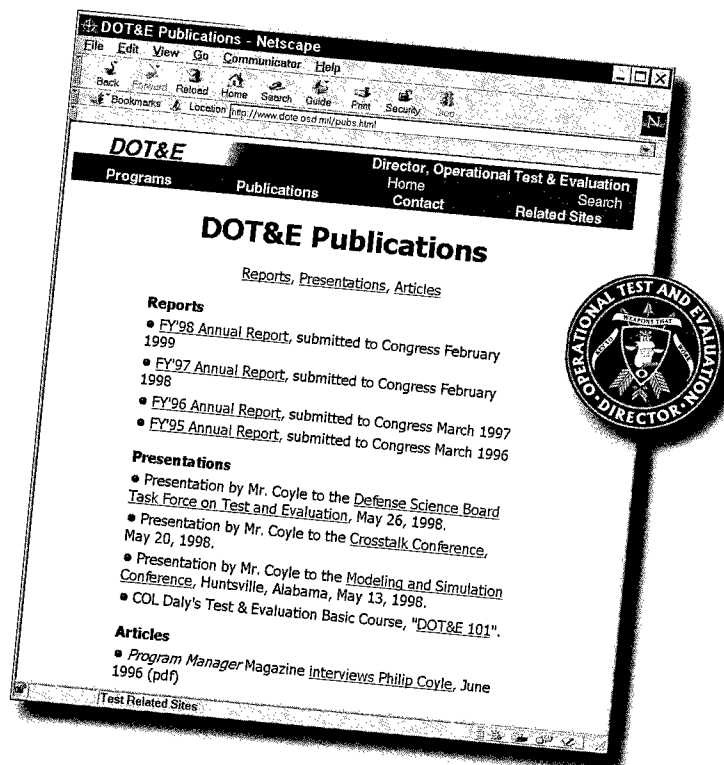 DOT&E Publications - Netscape
File Edit View Go Communicator Help
Back Forward Reload Home Search Guide Print Security Stop
Bookmarks Location http://www.dote.osd.mil/pubs.html
N
DOT&E
Director, Operational Test & Evaluation
Programs Publications Home Search
Contact Related Sites
DOT&E Publications
Reports, Presentations, Articles
Reports
• FY'98 Annual Report, submitted to Congress February
1999
• FY'97 Annual Report, submitted to Congress February
1998
• FY'96 Annual Report, submitted to Congress March 1997
• FY'95 Annual Report, submitted to Congress March 1996
Presentations
• Presentation by Mr. Coyle to the Defense Science Board
Task Force on Test and Evaluation, May 26, 1998.
• Presentation by Mr. Coyle to the Crosstalk Conference,
May 20, 1998.
• Presentation by Mr. Coyle to the Modeling and Simulation
Conference, Huntsville, Alabama, May 13, 1998.
• COL Daly's Test & Evaluation Basic Course, "DOT&E 101".
Articles
• Program Manager Magazine interviews Philip Coyle, June
1996 (pdf)
Test Related Sites
OPERATIONAL TEST AND EVALUATION
DIRECTOR
WEAPONS THAT
WORK